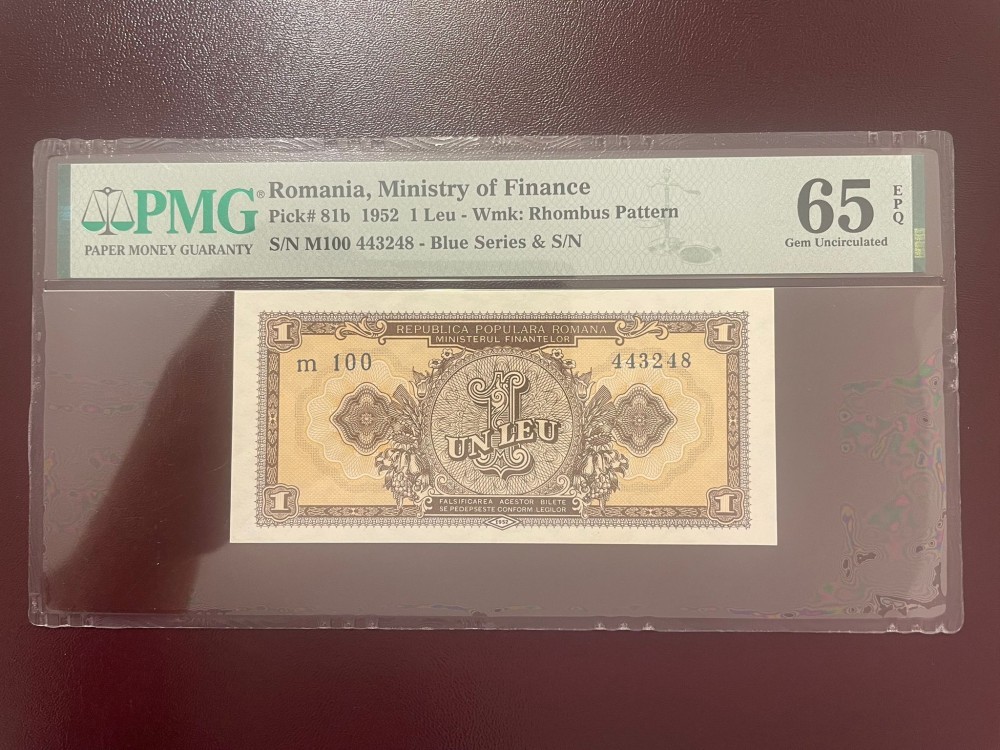 PMG®
PAPER MONEY GUARANTY
Romania, Ministry of Finance
Pick# 81b 1952 1 Leu - Wmk: Rhombus Pattern
S/N M100 443248 - Blue Series & S/N
65
EPQ
Gem Uncirculated
1
1
REPUBLICA POPULARA ROMANA
MINISTERUL FINANTELOR
m 100
443248
1
UN LEU
1
1
FALSIFICAREA ACESTOR BILETE
SE PEDEPSESTE CONFORM LEGILOR
1952